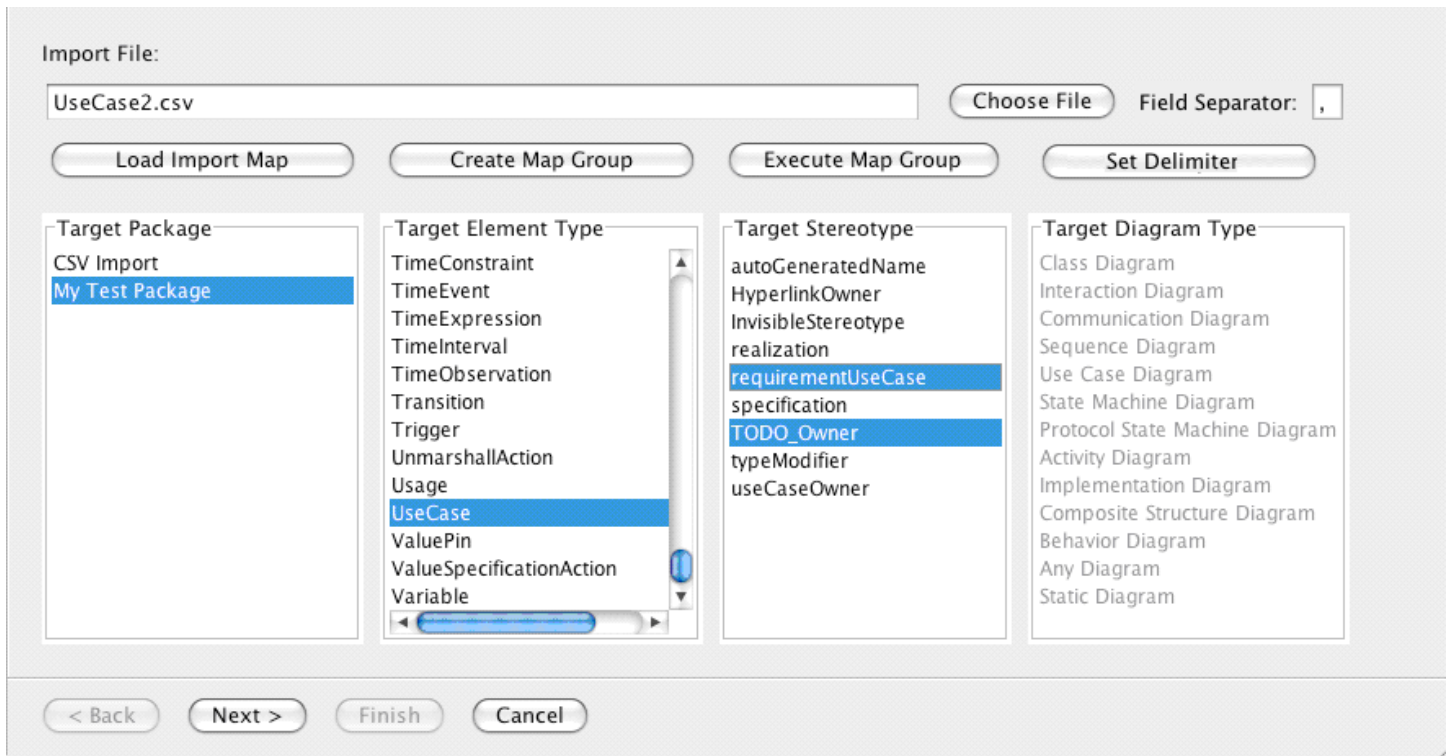 Import File:
UseCase2.csv
Choose File
Field Separator: ,
Load Import Map
Create Map Group
Execute Map Group
Set Delimiter
Target Package
CSV Import
My Test Package
Target Element Type
TimeConstraint
TimeEvent
TimeExpression
TimeInterval
TimeObservation
Transition
Trigger
UnmarshallAction
Usage
UseCase
ValuePin
ValueSpecificationAction
Variable
Target Stereotype
autoGeneratedName
HyperlinkOwner
InvisibleStereotype
realization
requirementUseCase
specification
TODO_Owner
typeModifier
useCaseOwner
Target Diagram Type
Class Diagram
Interaction Diagram
Communication Diagram
Sequence Diagram
Use Case Diagram
State Machine Diagram
Protocol State Machine Diagram
Activity Diagram
Implementation Diagram
Composite Structure Diagram
Behavior Diagram
Any Diagram
Static Diagram
< Back
Next >
Finish
Cancel